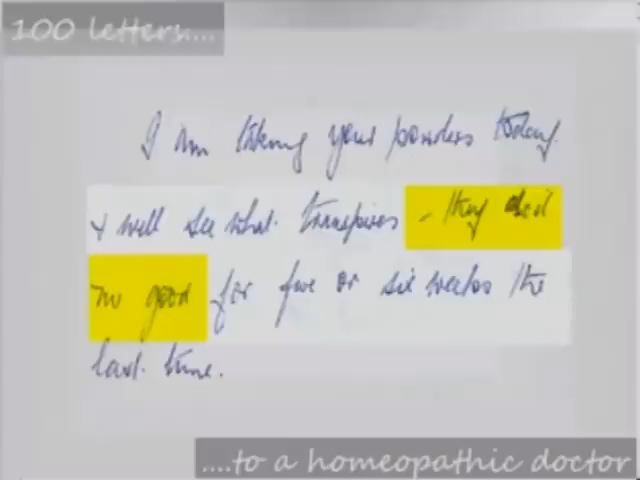 100 letters....
I am taking your powders today
& will see what transpires - they did
no good for five or six weeks the
last time.
....to a homeopathic doctor